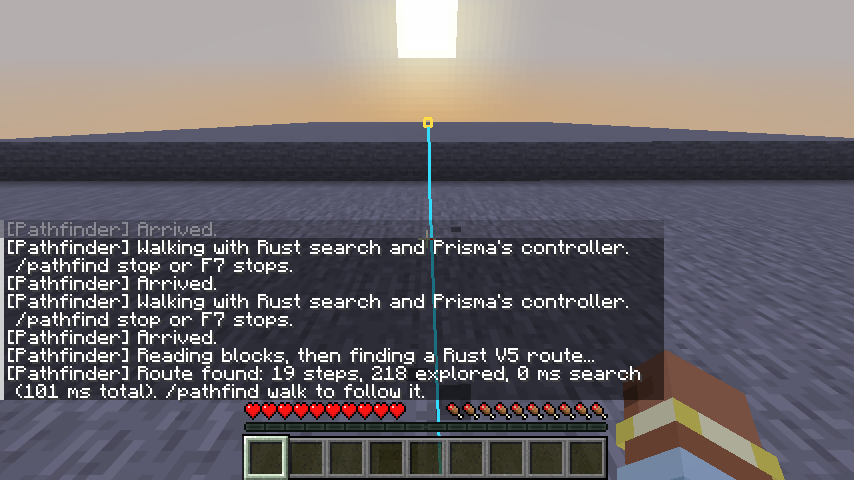 [Pathfinder] Arrived.
[Pathfinder] Walking with Rust search and Prisma's controller.
/pathfind stop or F7 stops.
[Pathfinder] Arrived.
[Pathfinder] Walking with Rust search and Prisma's controller.
/pathfind stop or F7 stops.
[Pathfinder] Arrived.
[Pathfinder] Reading blocks, then finding a Rust V5 route...
[Pathfinder] Route found: 19 steps, 218 explored, 0 ms search
(101 ms total). /pathfind walk to follow it.